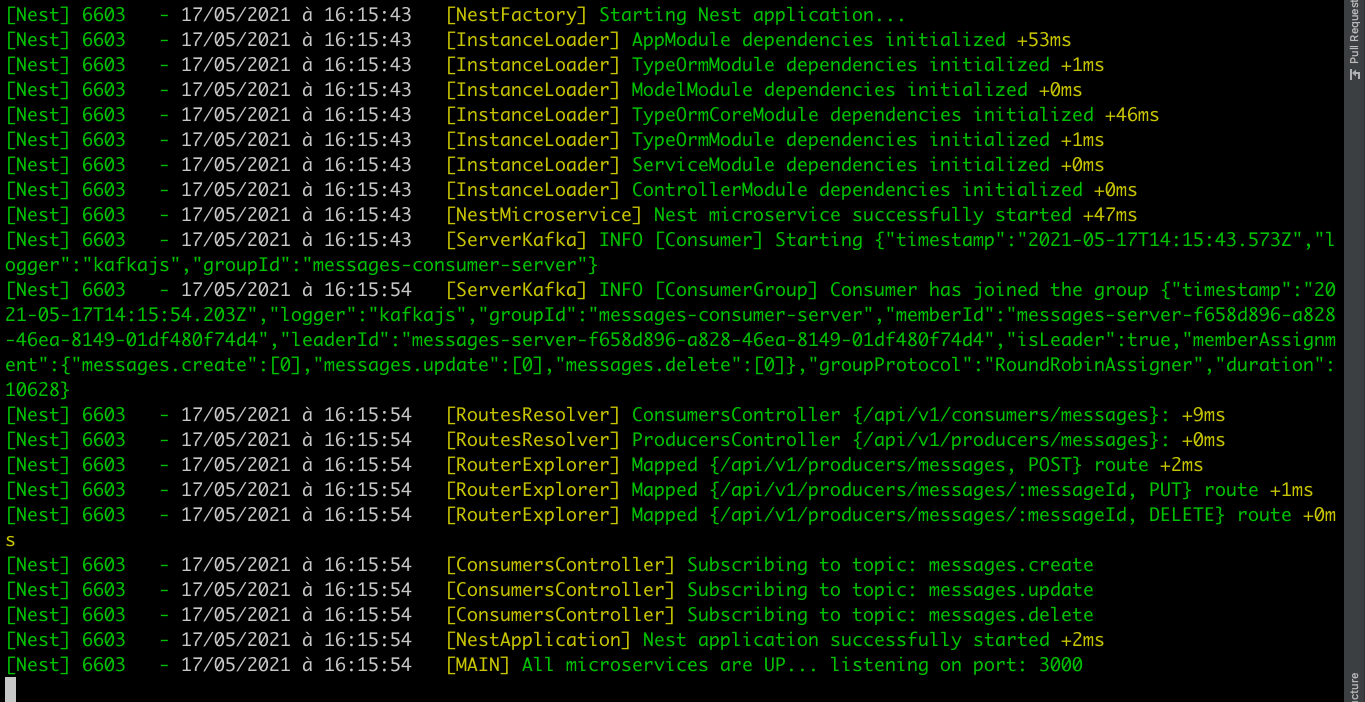 [Nest] 6603   - 17/05/2021 à 16:15:43   [NestFactory] Starting Nest application...
[Nest] 6603   - 17/05/2021 à 16:15:43   [InstanceLoader] AppModule dependencies initialized +53ms
[Nest] 6603   - 17/05/2021 à 16:15:43   [InstanceLoader] TypeOrmModule dependencies initialized +1ms
[Nest] 6603   - 17/05/2021 à 16:15:43   [InstanceLoader] ModelModule dependencies initialized +0ms
[Nest] 6603   - 17/05/2021 à 16:15:43   [InstanceLoader] TypeOrmCoreModule dependencies initialized +46ms
[Nest] 6603   - 17/05/2021 à 16:15:43   [InstanceLoader] TypeOrmModule dependencies initialized +1ms
[Nest] 6603   - 17/05/2021 à 16:15:43   [InstanceLoader] ServiceModule dependencies initialized +0ms
[Nest] 6603   - 17/05/2021 à 16:15:43   [InstanceLoader] ControllerModule dependencies initialized +0ms
[Nest] 6603   - 17/05/2021 à 16:15:43   [NestMicroservice] Nest microservice successfully started +47ms
[Nest] 6603   - 17/05/2021 à 16:15:43   [ServerKafka] INFO [Consumer] Starting {"timestamp":"2021-05-17T14:15:43.573Z","l
ogger":"kafkajs","groupId":"messages-consumer-server"}
[Nest] 6603   - 17/05/2021 à 16:15:54   [ServerKafka] INFO [ConsumerGroup] Consumer has joined the group {"timestamp":"20
21-05-17T14:15:54.203Z","logger":"kafkajs","groupId":"messages-consumer-server","memberId":"messages-server-f658d896-a828
-46ea-8149-01df480f74d4","leaderId":"messages-server-f658d896-a828-46ea-8149-01df480f74d4","isLeader":true,"memberAssignm
ent":{"messages.create":[0],"messages.update":[0],"messages.delete":[0]},"groupProtocol":"RoundRobinAssigner","duration":
10628}
[Nest] 6603   - 17/05/2021 à 16:15:54   [RoutesResolver] ConsumersController {/api/v1/consumers/messages}: +9ms
[Nest] 6603   - 17/05/2021 à 16:15:54   [RoutesResolver] ProducersController {/api/v1/producers/messages}: +0ms
[Nest] 6603   - 17/05/2021 à 16:15:54   [RouterExplorer] Mapped {/api/v1/producers/messages, POST} route +2ms
[Nest] 6603   - 17/05/2021 à 16:15:54   [RouterExplorer] Mapped {/api/v1/producers/messages/:messageId, PUT} route +1ms
[Nest] 6603   - 17/05/2021 à 16:15:54   [RouterExplorer] Mapped {/api/v1/producers/messages/:messageId, DELETE} route +0m
s
[Nest] 6603   - 17/05/2021 à 16:15:54   [ConsumersController] Subscribing to topic: messages.create
[Nest] 6603   - 17/05/2021 à 16:15:54   [ConsumersController] Subscribing to topic: messages.update
[Nest] 6603   - 17/05/2021 à 16:15:54   [ConsumersController] Subscribing to topic: messages.delete
[Nest] 6603   - 17/05/2021 à 16:15:54   [NestApplication] Nest application successfully started +2ms
[Nest] 6603   - 17/05/2021 à 16:15:54   [MAIN] All microservices are UP... listening on port: 3000
Pull Request
cture